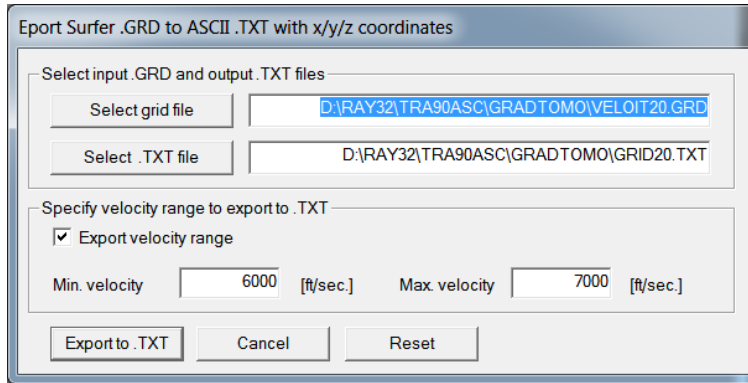 Eport Surfer .GRD to ASCII .TXT with x/y/z coordinates
Select input .GRD and output .TXT files
Select grid file D:\RAY32\TRA90ASC\GRADTOMO\VELOIT20.GRD
Select .TXT file D:\RAY32\TRA90ASC\GRADTOMO\GRID20.TXT
Specify velocity range to export to .TXT
Export velocity range
Min. velocity 6000 [ft/sec.] Max. velocity 7000 [ft/sec.]
Export to .TXT Cancel Reset